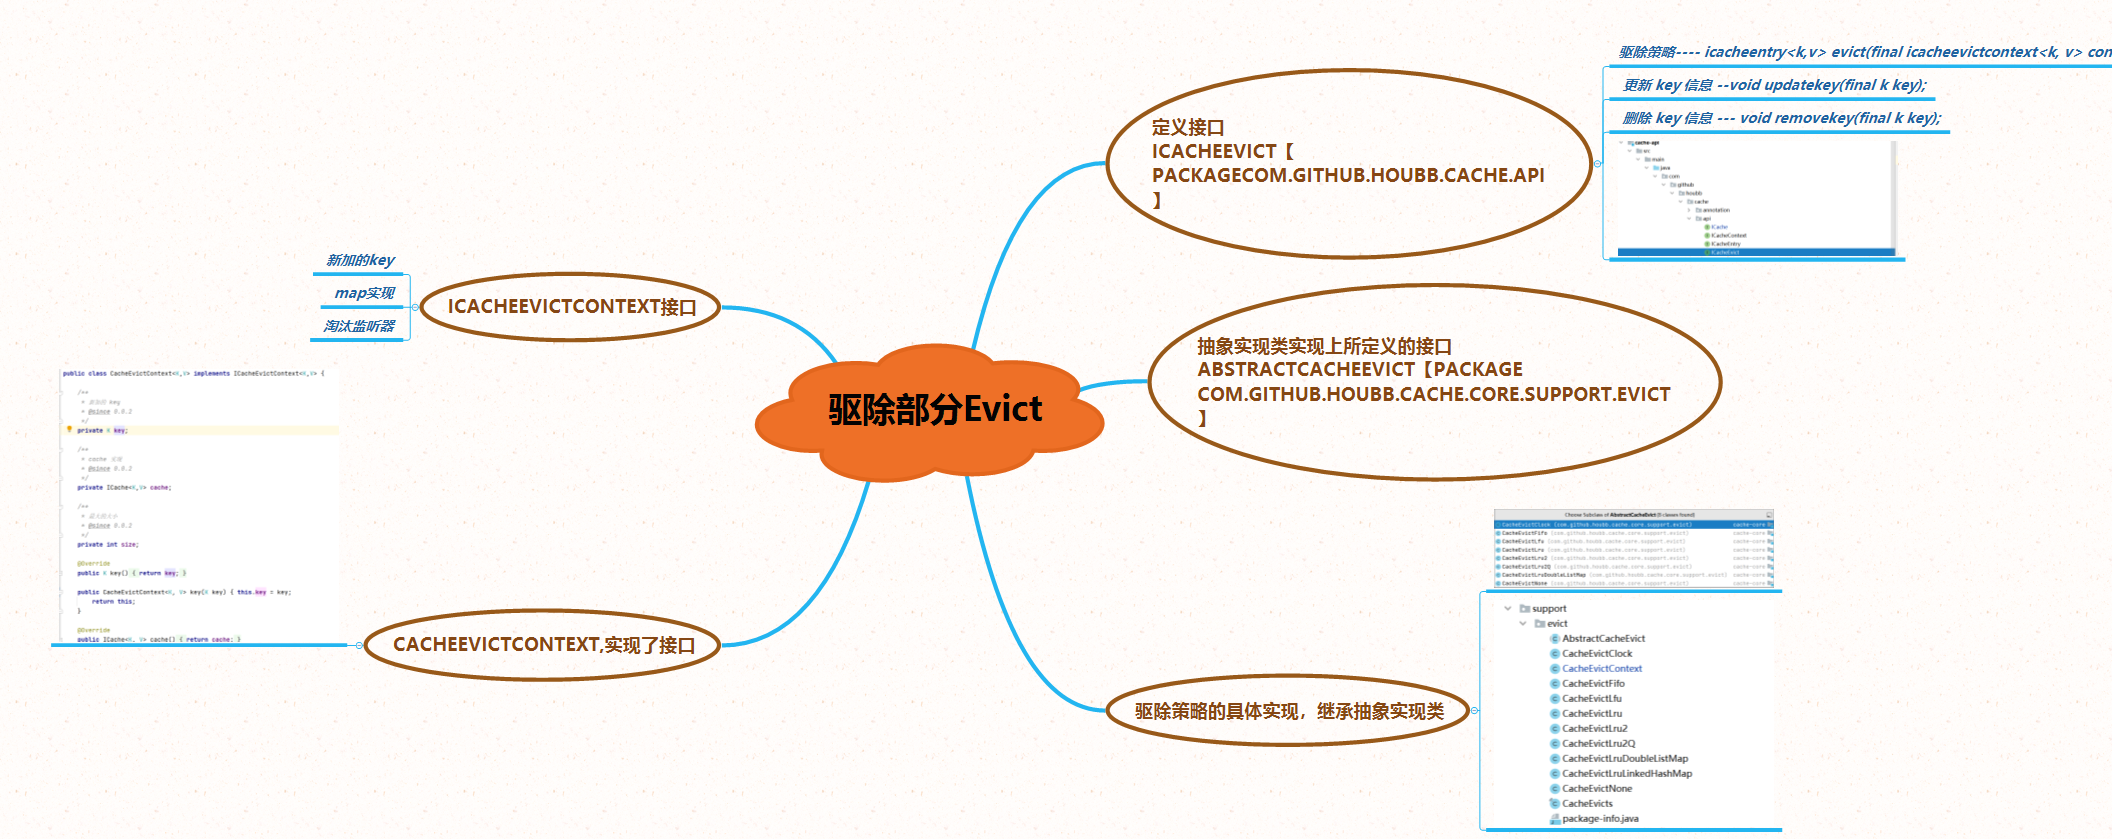 驱除部分Evict
定义接口
ICACHEEVICT【
PACKAGECOM.GITHUB.HOUBB.CACHE.API
】
驱除策略---- icacheentry<k,v> evict(final icacheevictcontext<k, v> con
更新 key 信息 --void updatekey(final k key);
删除 key 信息 --- void removekey(final k key);
cache-api
src
main
java
com
github
houbb
cache
annotation
api
ICache
ICacheContext
ICacheEntry
ICacheEvict
抽象实现类实现上所定义的接口
ABSTRACTCACHEEVICT【PACKAGE
COM.GITHUB.HOUBB.CACHE.CORE.SUPPORT.EVICT
】
驱除策略的具体实现，继承抽象实现类
Choose Subclass of AbstractCacheEvict
CacheEvictClock (com.github.houbb.cache.core.support.evict) cache-core
CacheEvictFifo (com.github.houbb.cache.core.support.evict) cache-core
CacheEvictLfu (com.github.houbb.cache.core.support.evict) cache-core
CacheEvictLru (com.github.houbb.cache.core.support.evict) cache-core
CacheEvictLru2 (com.github.houbb.cache.core.support.evict) cache-core
CacheEvictLru2Q (com.github.houbb.cache.core.support.evict) cache-core
CacheEvictLruDoubleListMap (com.github.houbb.cache.core.support.evict) cache-core
CacheEvictNone (com.github.houbb.cache.core.support.evict) cache-core
support
evict
AbstractCacheEvict
CacheEvictClock
CacheEvictContext
CacheEvictFifo
CacheEvictLfu
CacheEvictLru
CacheEvictLru2
CacheEvictLru2Q
CacheEvictLruDoubleListMap
CacheEvictLruLinkedHashMap
CacheEvictNone
CacheEvicts
package-info.java
ICACHEEVICTCONTEXT接口
新加的key
map实现
淘汰监听器
CACHEEVICTCONTEXT,实现了接口
public class CacheEvictContext<K,V> implements ICacheEvictContext<K,V> {
/**
* 新加的 key
* @since 0.0.2
*/
private K key;
/**
* cache 实现
* @since 0.0.2
*/
private ICache<K,V> cache;
/**
* 最大的大小
* @since 0.0.2
*/
private int size;
@Override
public K key() { return key; }
public CacheEvictContext<K, V> key(K key) { this.key = key;
return this;
}
@Override
public ICache<K, V> cache() { return cache; }